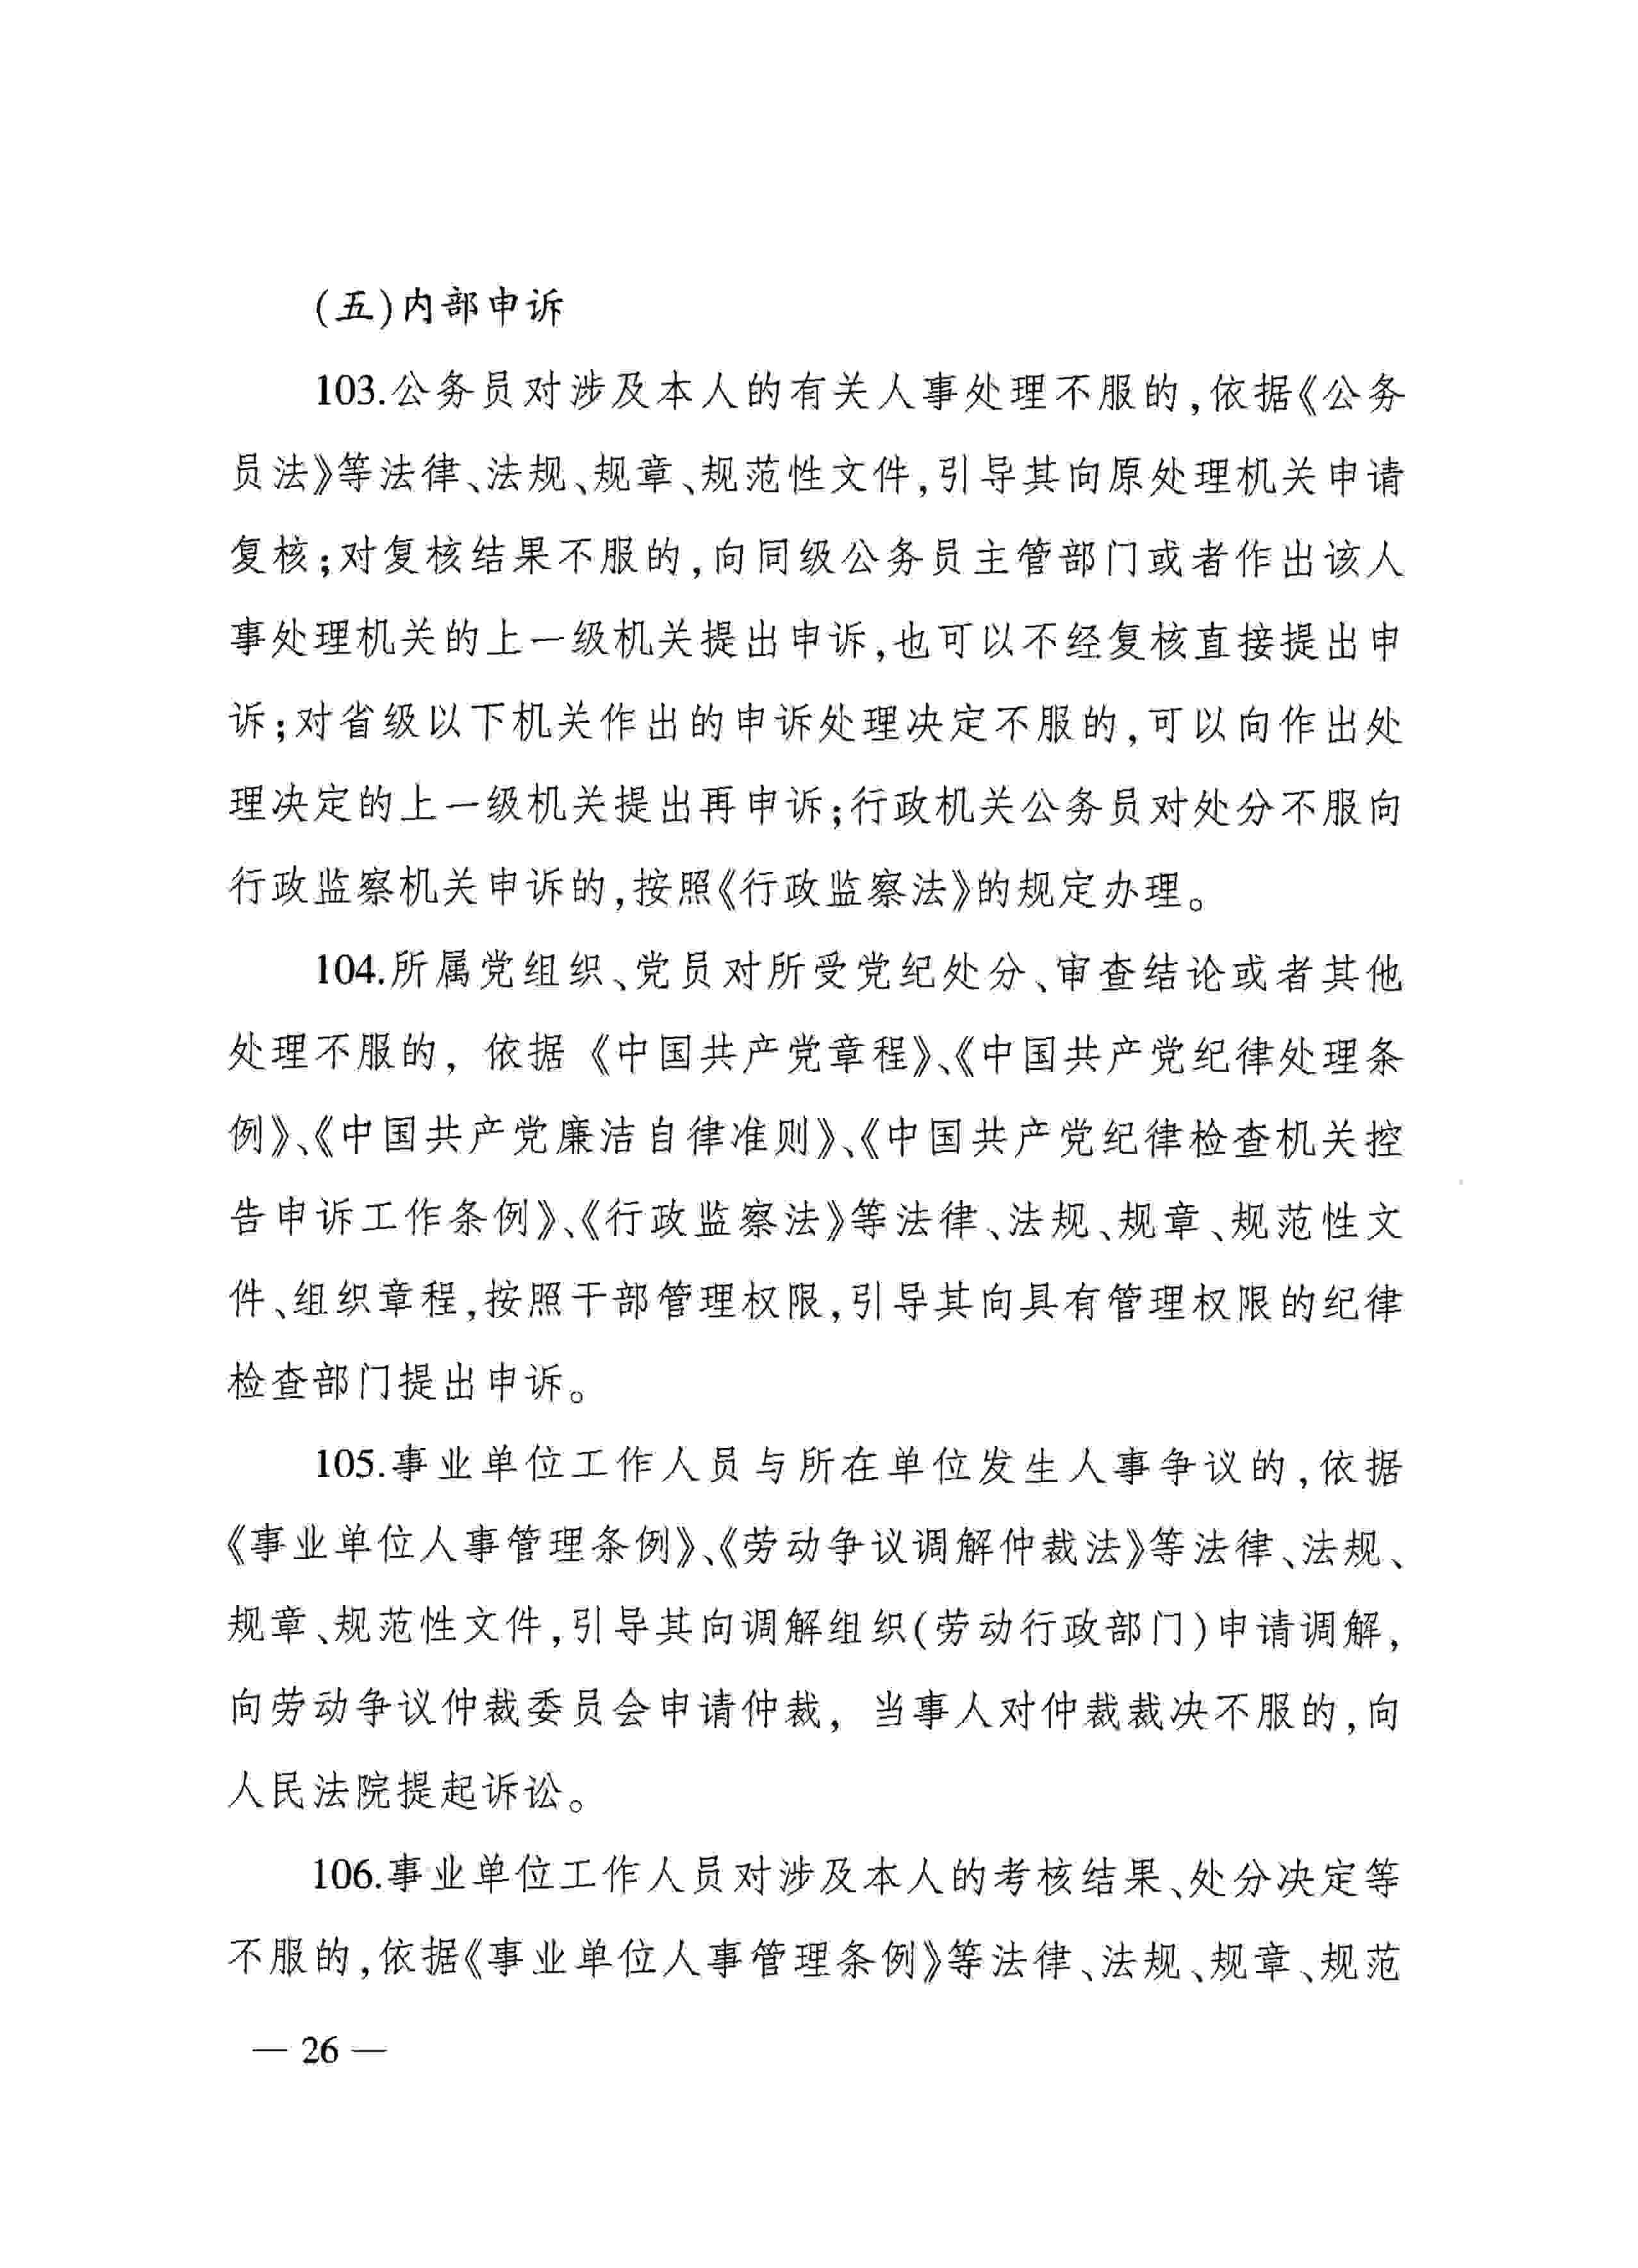 (五)内部申诉
103.公务员对涉及本人的有关人事处理不服的,依据《公务
员法》等法律、法规、规章、规范性文件,引导其向原处理机关申请
复核;对复核结果不服的,向同级公务员主管部门或者作出该人
事处理机关的上一级机关提出申诉,也可以不经复核直接提出申
诉;对省级以下机关作出的申诉处理决定不服的,可以向作出处
理决定的上一级机关提出再申诉;行政机关公务员对处分不服向
行政监察机关申诉的,按照《行政监察法》的规定办理。
104.所属党组织、党员对所受党纪处分、审查结论或者其他
处理不服的, 依据《中国共产党章程》、《中国共产党纪律处理条
例》、《中国共产党廉洁自律准则》、《中国共产党纪律检查机关控
告申诉工作条例》、《行政监察法》等法律、法规、规章、规范性文
件、组织章程,按照干部管理权限,引导其向具有管理权限的纪律
检查部门提出申诉。
105.事业单位工作人员与所在单位发生人事争议的,依据
《事业单位人事管理条例》、《劳动争议调解仲裁法》等法律、法规、
规章、规范性文件,引导其向调解组织(劳动行政部门)申请调解,
向劳动争议仲裁委员会申请仲裁, 当事人对仲裁裁决不服的,向
人民法院提起诉讼。
106.事业单位工作人员对涉及本人的考核结果、处分决定等
不服的,依据《事业单位人事管理条例》等法律、法规、规章、规范
— 26 —